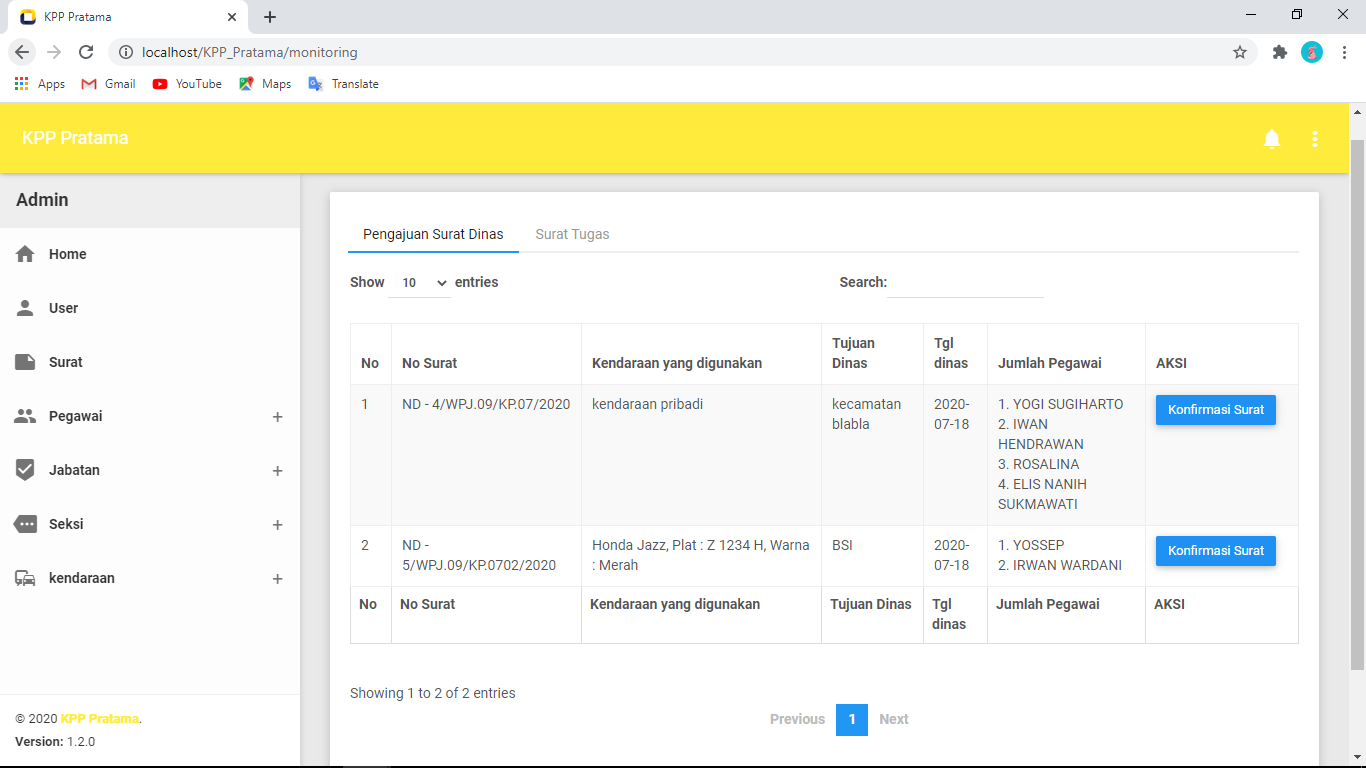 KPP Pratama
localhost/KPP_Pratama/monitoring
Apps Gmail YouTube Maps Translate
KPP Pratama
Admin
Home
User
Surat
Pegawai +
Jabatan +
Seksi +
kendaraan +
© 2020 KPP Pratama.
Version: 1.2.0
Pengajuan Surat Dinas Surat Tugas
Show 10 entries Search:
No No Surat Kendaraan yang digunakan Tujuan Dinas Tgl dinas Jumlah Pegawai AKSI
1 ND - 4/WPJ.09/KP.07/2020 kendaraan pribadi kecamatan blabla 2020-07-18 1. YOGI SUGIHARTO Konfirmasi Surat
2. IWAN
HENDRAWAN
3. ROSALINA
4. ELIS NANIH
SUKMAWATI
2 ND - 5/WPJ.09/KP.0702/2020 Honda Jazz, Plat : Z 1234 H, Warna : Merah BSI 2020-07-18 1. YOSSEP Konfirmasi Surat
2. IRWAN WARDANI
No No Surat Kendaraan yang digunakan Tujuan Dinas Tgl dinas Jumlah Pegawai AKSI
Showing 1 to 2 of 2 entries
Previous 1 Next